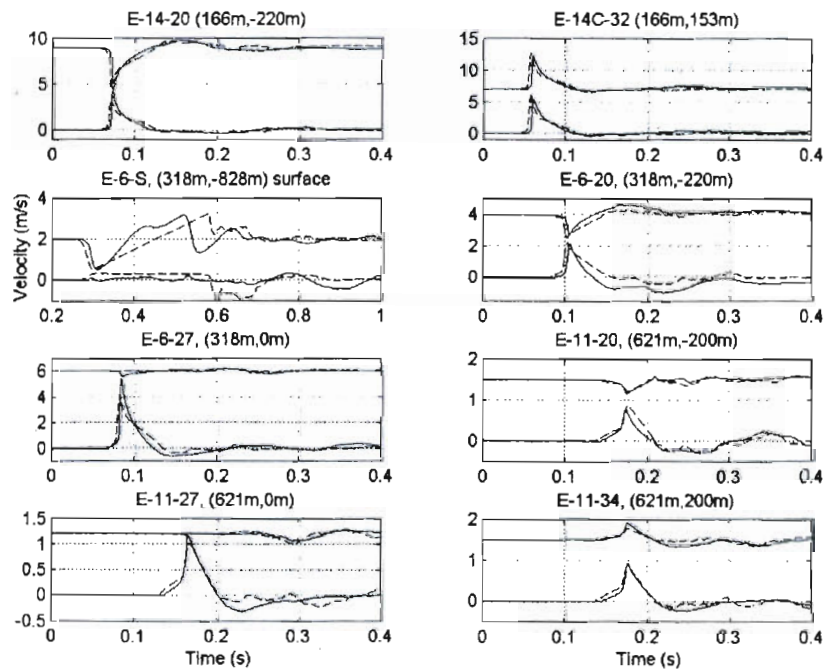 E-14-20 (166m,-220m)
10
5
0
0 0.1 0.2 0.3 0.4
E-14C-32 (166m,153m)
15
10
5
0
0 0.1 0.2 0.3 0.4
E-6-S, (318m,-828m) surface
Velocity (m/s)
4
2
0
0.2 0.4 0.6 0.8 1
E-6-20, (318m,-220m)
4
2
0
0 0.1 0.2 0.3 0.4
E-6-27, (318m,0m)
6
4
2
0
0 0.1 0.2 0.3 0.4
E-11-20, (621m,-200m)
2
1
0
0 0.1 0.2 0.3 0.4
E-11-27, (621m,0m)
1.5
1
0.5
0
-0.5
0 0.1 0.2 0.3 0.4
Time (s)
E-11-34, (621m,200m)
2
1
0
0 0.1 0.2 0.3 0.4
Time (s)